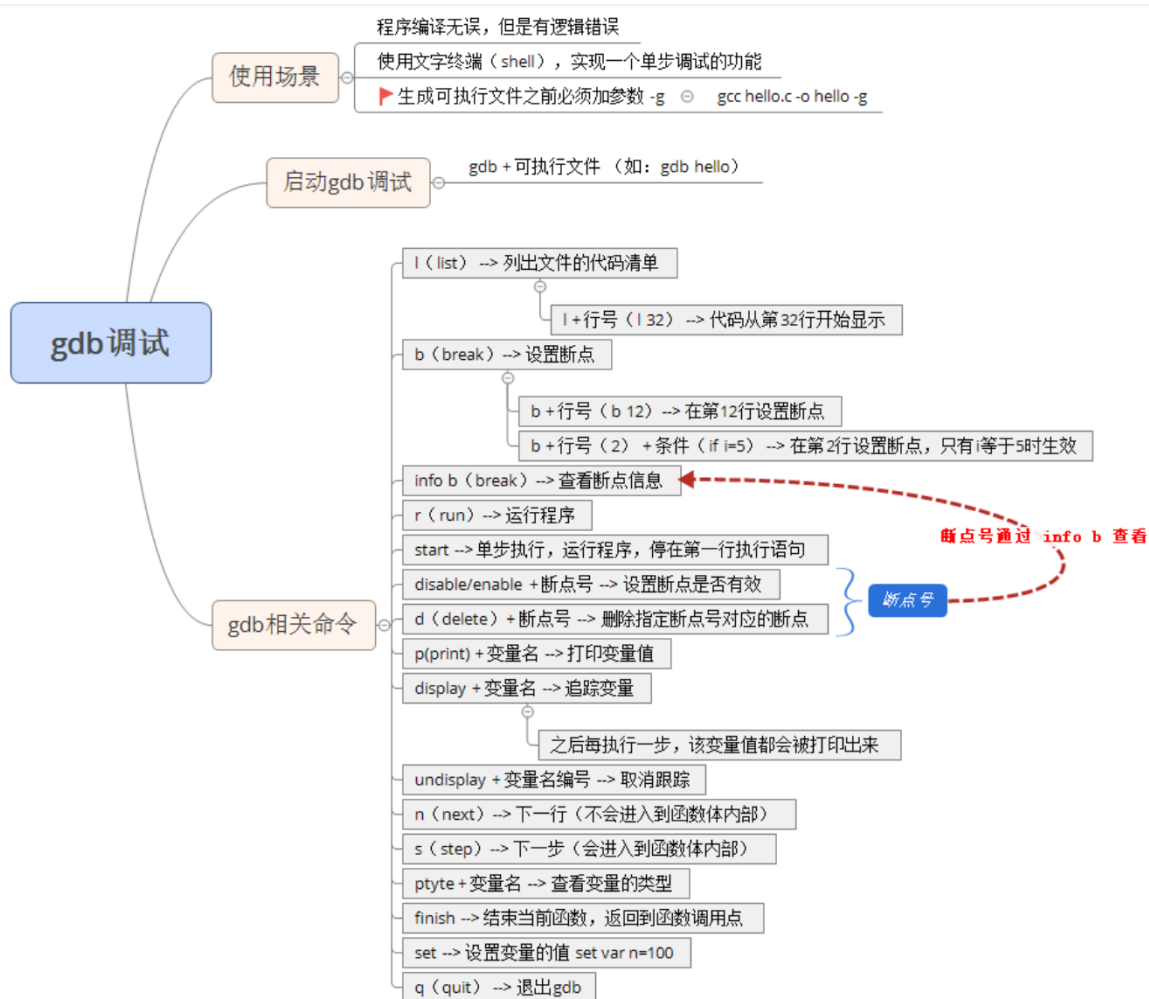 程序编译无误，但是有逻辑错误
使用场景
使用文字终端（shell），实现一个单步调试的功能
生成可执行文件之前必须加参数 -g
gcc hello.c -o hello -g
启动gdb调试
gdb + 可执行文件 （如：gdb hello）
gdb调试
gdb相关命令
l（list） --> 列出文件的代码清单
l + 行号（l 32） --> 代码从第32行开始显示
b（break）--> 设置断点
b + 行号（b 12）--> 在第12行设置断点
b + 行号（2） + 条件（if i=5） --> 在第2行设置断点，只有i等于5时生效
info b（break）--> 查看断点信息
r（run）--> 运行程序
start --> 单步执行，运行程序，停在第一行执行语句
disable/enable + 断点号 --> 设置断点是否有效
d（delete）+ 断点号 --> 删除指定断点号对应的断点
断点号
断点号通过 info b 查看
p(print) + 变量名 --> 打印变量值
display + 变量名 --> 追踪变量
之后每执行一步，该变量值都会被打印出来
undisplay + 变量名编号 --> 取消跟踪
n（next）--> 下一行（不会进入到函数体内部）
s（step）--> 下一步（会进入到函数体内部）
ptyte + 变量名 --> 查看变量的类型
finish --> 结束当前函数，返回到函数调用点
set --> 设置变量的值 set var n=100
q（quit） --> 退出gdb